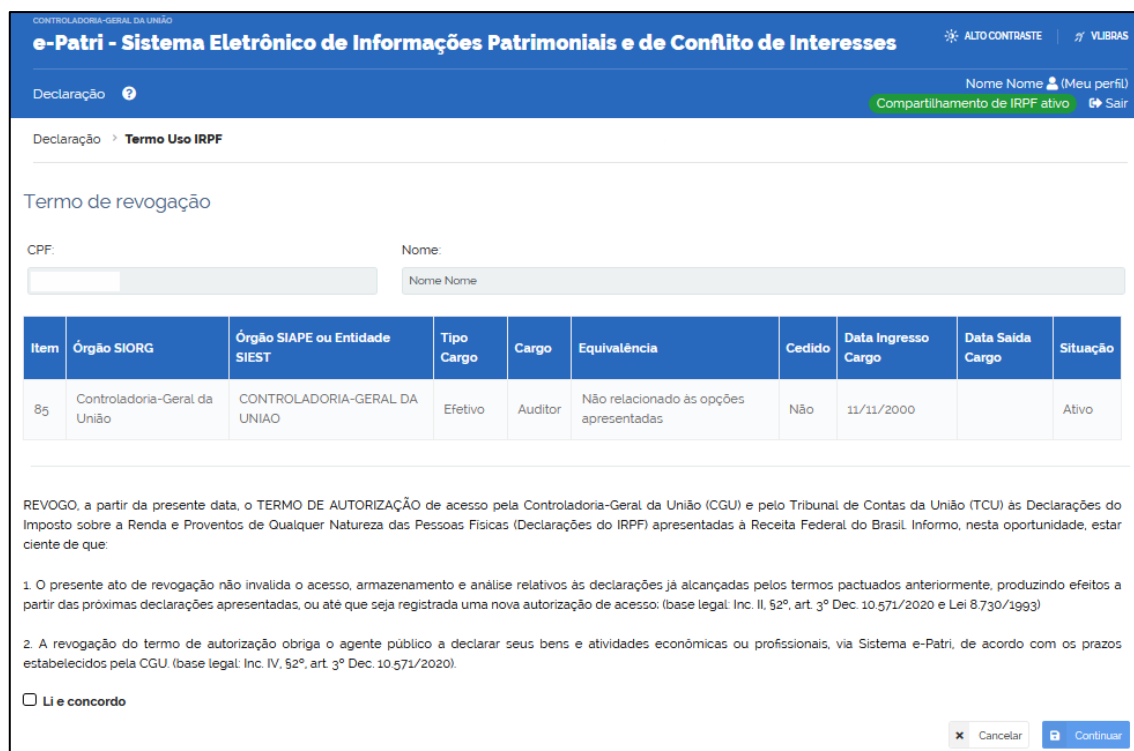 CONTROLADORIA-GERAL DA UNIÃO
e-Patri - Sistema Eletrônico de Informações Patrimoniais e de Conflito de Interesses
ALTO CONTRASTE
VLIBRAS
Declaração ?
Nome Nome (Meu perfil)
Compartilhamento de IRPF ativo Sair
Declaração > Termo Uso IRPF
Termo de revogação
CPF: Nome:
Nome Nome
Item Órgão SIORG Órgão SIAPE ou Entidade SIEST Tipo Cargo Cargo Equivalência Cedido Data Ingresso Cargo Data Saída Cargo Situação
85 Controladoria-Geral da União CONTROLADORIA-GERAL DA UNIAO Efetivo Auditor Não relacionado às opções apresentadas Não 11/11/2000 Ativo
REVOGO, a partir da presente data, o TERMO DE AUTORIZAÇÃO de acesso pela Controladoria-Geral da União (CGU) e pelo Tribunal de Contas da União (TCU) às Declarações do
Imposto sobre a Renda e Proventos de Qualquer Natureza das Pessoas Físicas (Declarações do IRPF) apresentadas à Receita Federal do Brasil. Informo, nesta oportunidade, estar
ciente de que:
1. O presente ato de revogação não invalida o acesso, armazenamento e análise relativos às declarações já alcançadas pelos termos pactuados anteriormente, produzindo efeitos a
partir das próximas declarações apresentadas, ou até que seja registrada uma nova autorização de acesso; (base legal: Inc. II, §2º, art. 3º Dec. 10.571/2020 e Lei 8.730/1993)
2. A revogação do termo de autorização obriga o agente público a declarar seus bens e atividades econômicas ou profissionais, via Sistema e-Patri, de acordo com os prazos
estabelecidos pela CGU. (base legal: Inc. IV, §2º, art. 3º Dec. 10.571/2020).
Li e concordo
Cancelar Continuar